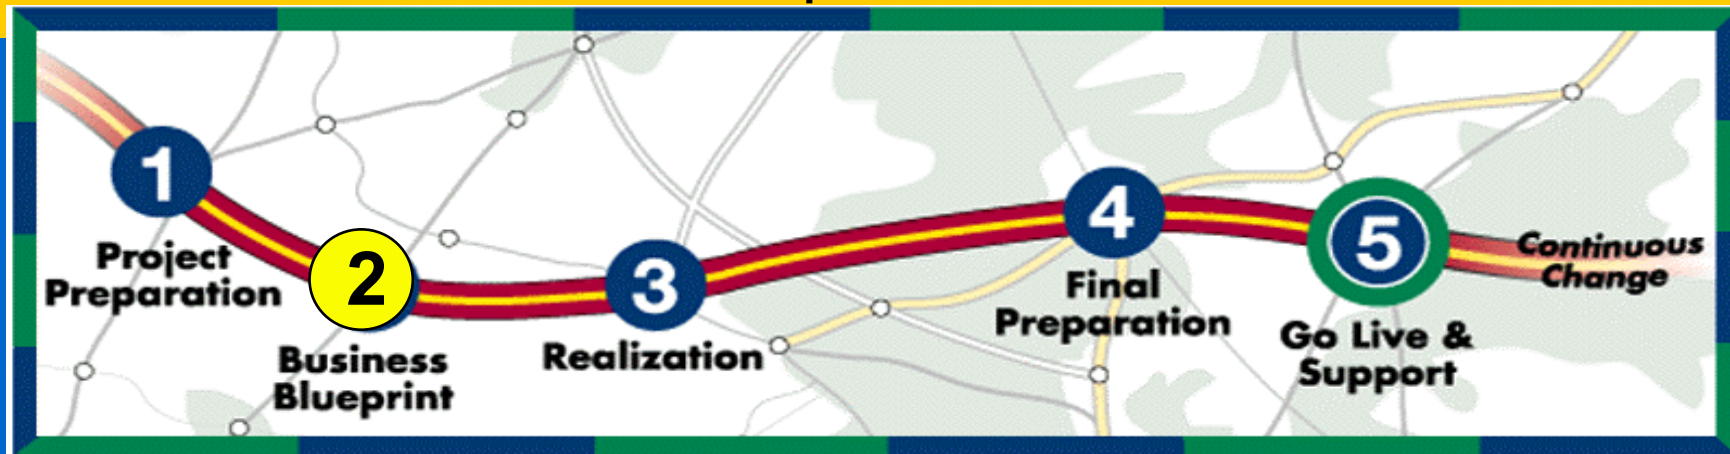 1
Project
Preparation
2
Business
Blueprint
3
Realization
4
Final
Preparation
5
Go Live &
Support
Continuous
Change